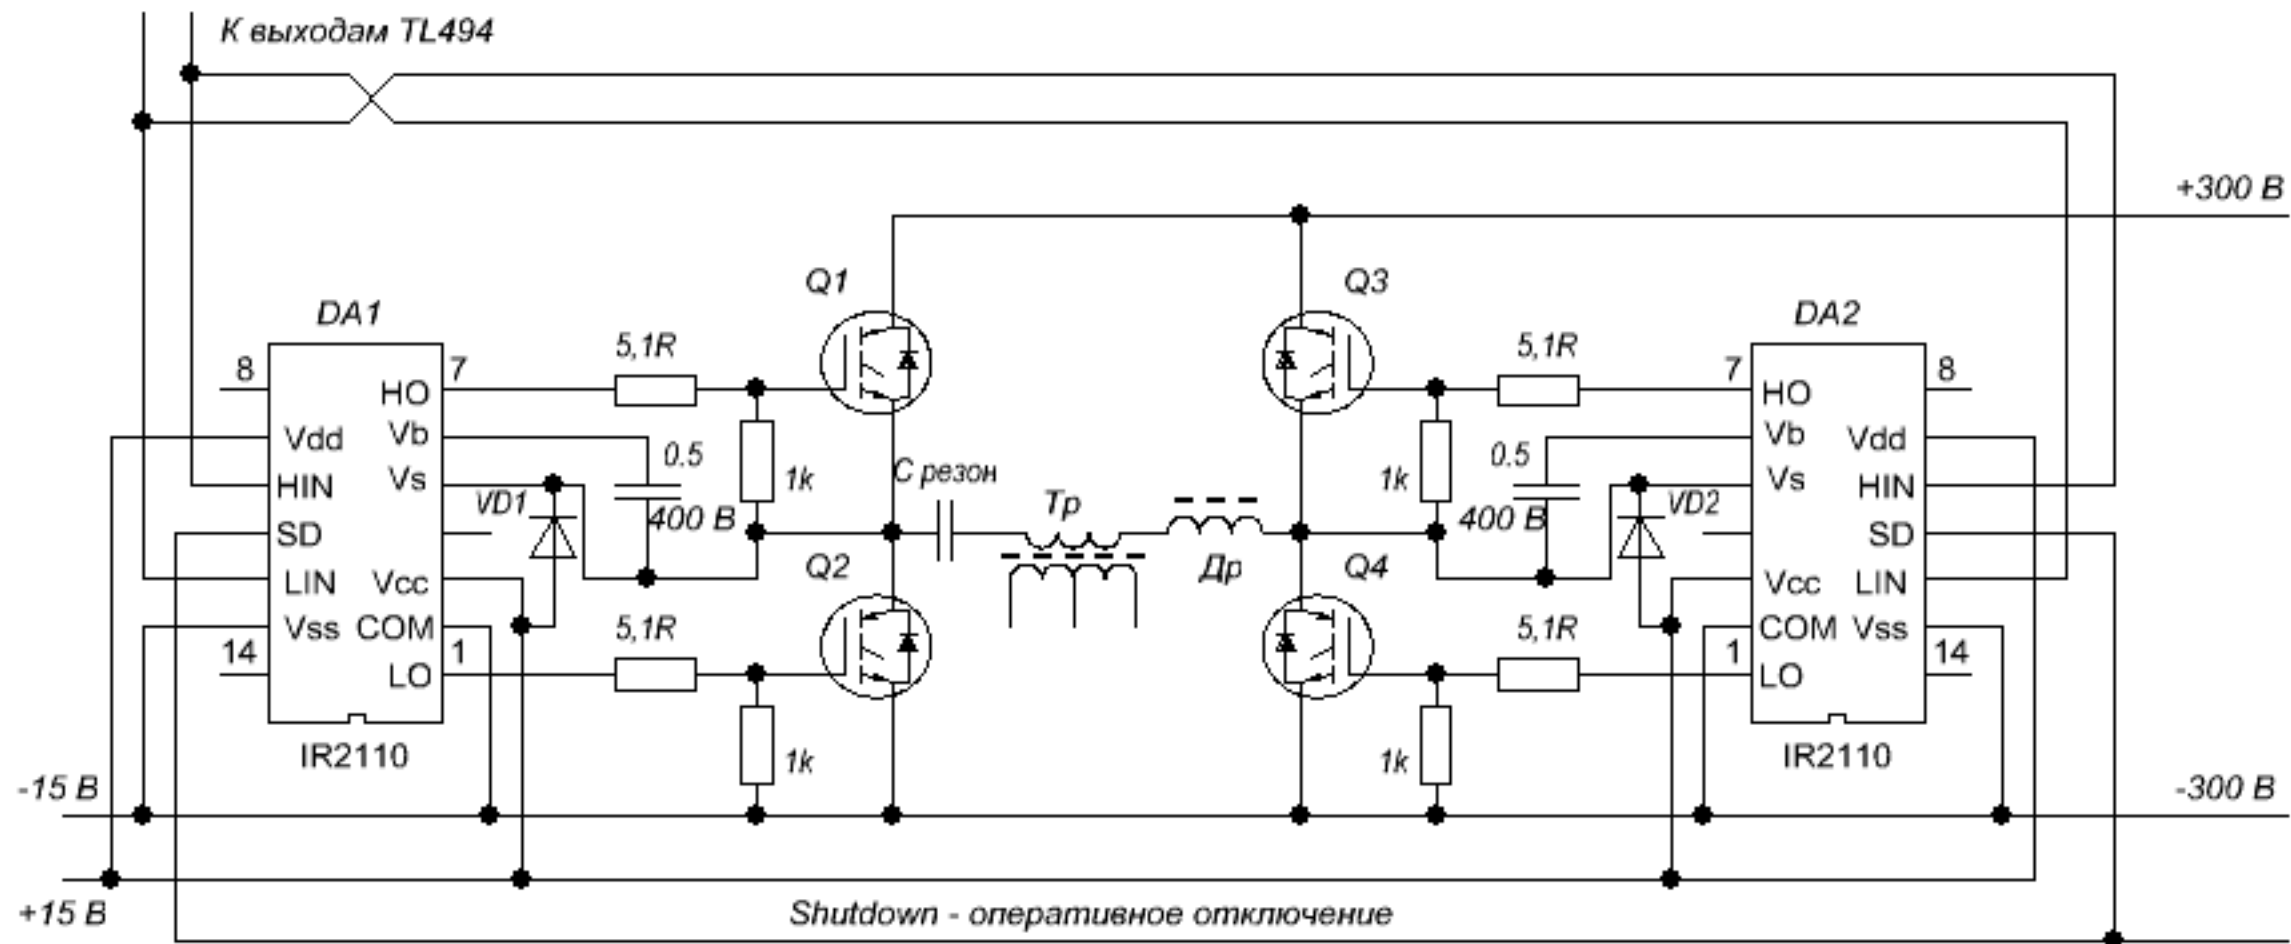 К выходам TL494
+300 В
Q1
Q3
DA1
DA2
5,1R
5,1R
8
7
7
8
HO
HO
Vdd
Vb
0.5
0.5
Vb
Vdd
HIN
Vs
VD1
1k
С резон
Тр
1k
Vs
VD2
HIN
SD
400 В
400 В
SD
Q2
Др
Q4
LIN
Vcc
Vcc
LIN
Vss
COM
5,1R
5,1R
COM
Vss
14
1
1
14
LO
LO
IR2110
1k
1k
IR2110
-15 В
-300 В
+15 В
Shutdown - оперативное отключение